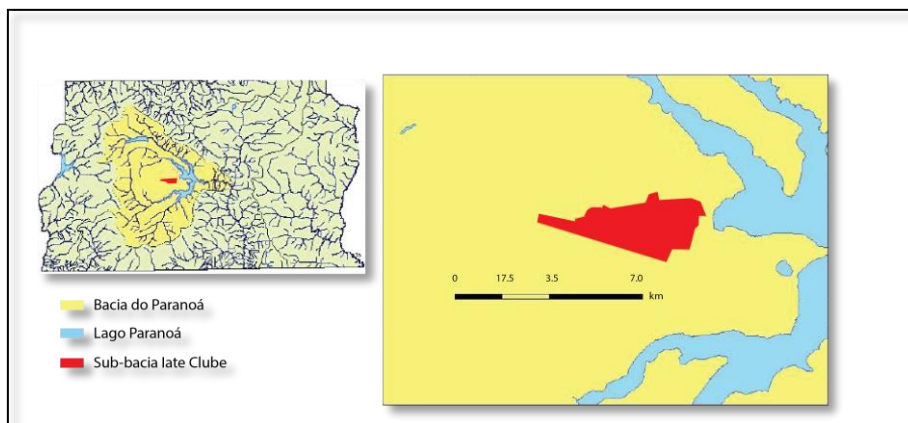 0 17.5 3.5 7.0
km
Bacia do Paranoá
Lago Paranoá
Sub-bacia Iate Clube